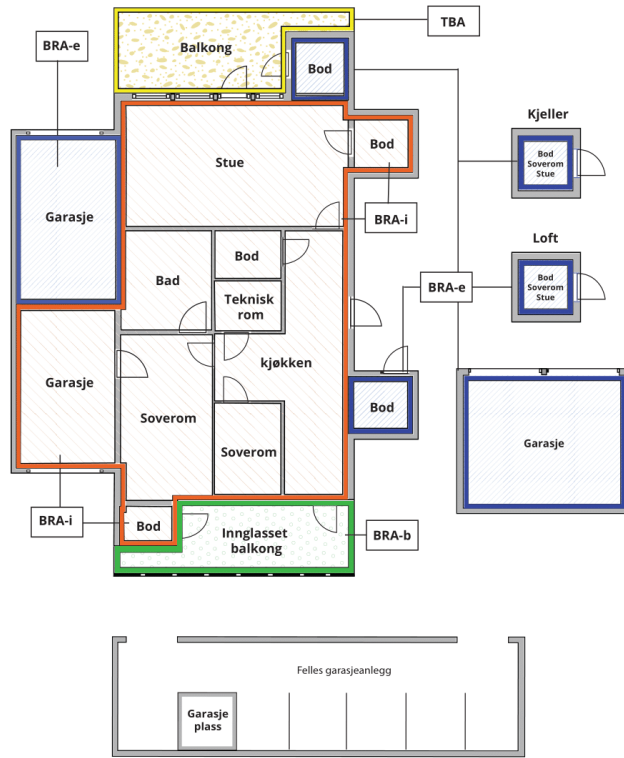 TBA
BRA-e
Balkong
Bod
Kjeller
Stue
Bod
Bod
Soverom
Stue
Garasje
BRA-i
Loft
Bod
Bad
Teknisk
rom
BRA-e
Bod
Soverom
Stue
Garasje
kjøkken
Soverom
Bod
Garasje
Soverom
BRA-i
Bod
Innglasset
balkong
BRA-b
Felles garasjeanlegg
Garasje
plass